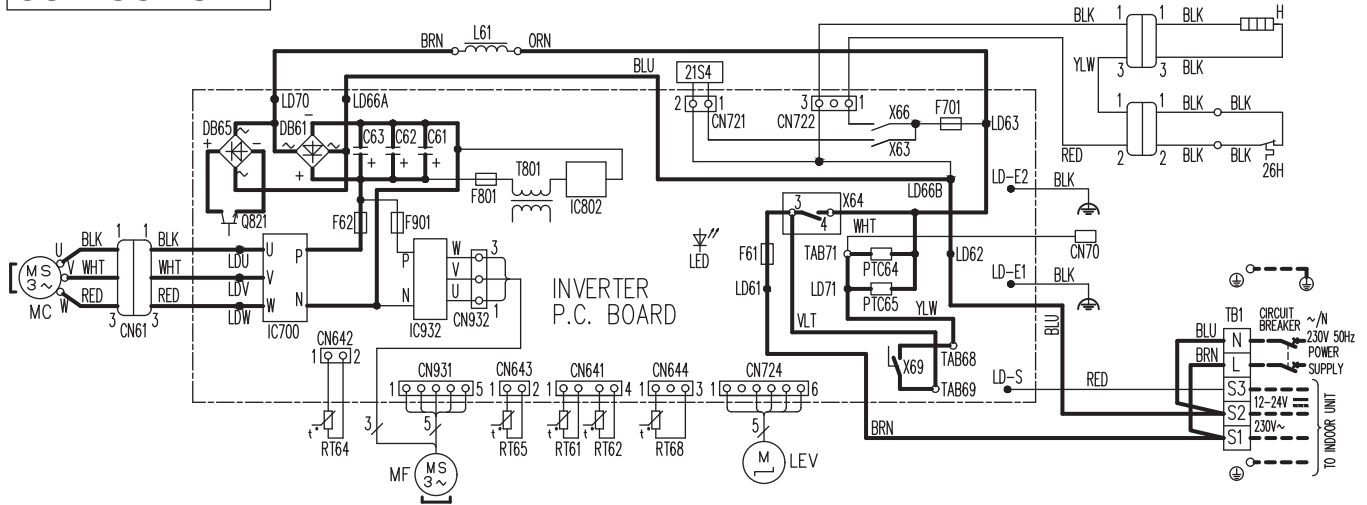 BLK 1 1 BLK H
BRN L61 ORN
YLW 3 3 BLK
BLU
21S4
LD70 LD66A
2 1 CN721
3 1 CN722
X66 F701
X63
LD63
1 1 BLK BLK
DB65 DB61
C63 C62 C61
+ − ~ ~
− ~ ~ +
+ + +
RED 2 2 BLK BLK 26H
T801
F801 IC802
LD66B
LD-E2 BLK
Q821
F62 F901
3 X64
4
WHT
CN70
U BLK 1 1 BLK LDU U P
V WHT WHT LDV V
W RED 3 3 RED LDW W N
MS
3~
MC
CN61
IC700
P W 3
V
N U 1
IC932 CN932
LED
INVERTER
P.C. BOARD
F61 TAB71 PTC64 LD62
LD61 LD71 PTC65
LD-E1 BLK
YLW
BLU
VLT
X69 TAB68
TAB69
LD-S RED
TB1 CIRCUIT
BREAKER ~/N
230V 50Hz
POWER
SUPPLY
BLU N
BRN L
S3
12-24V
S2
230V~
S1
TO INDOOR UNIT
BRN
CN642
1 2
CN931
1 5
CN643
1 2
CN641
1 4
CN644
1 3
CN724
1 6
t° RT64
3 5
t° RT65
t° RT61
t° RT62
t° RT68
5
MF MS
3~
M LEV